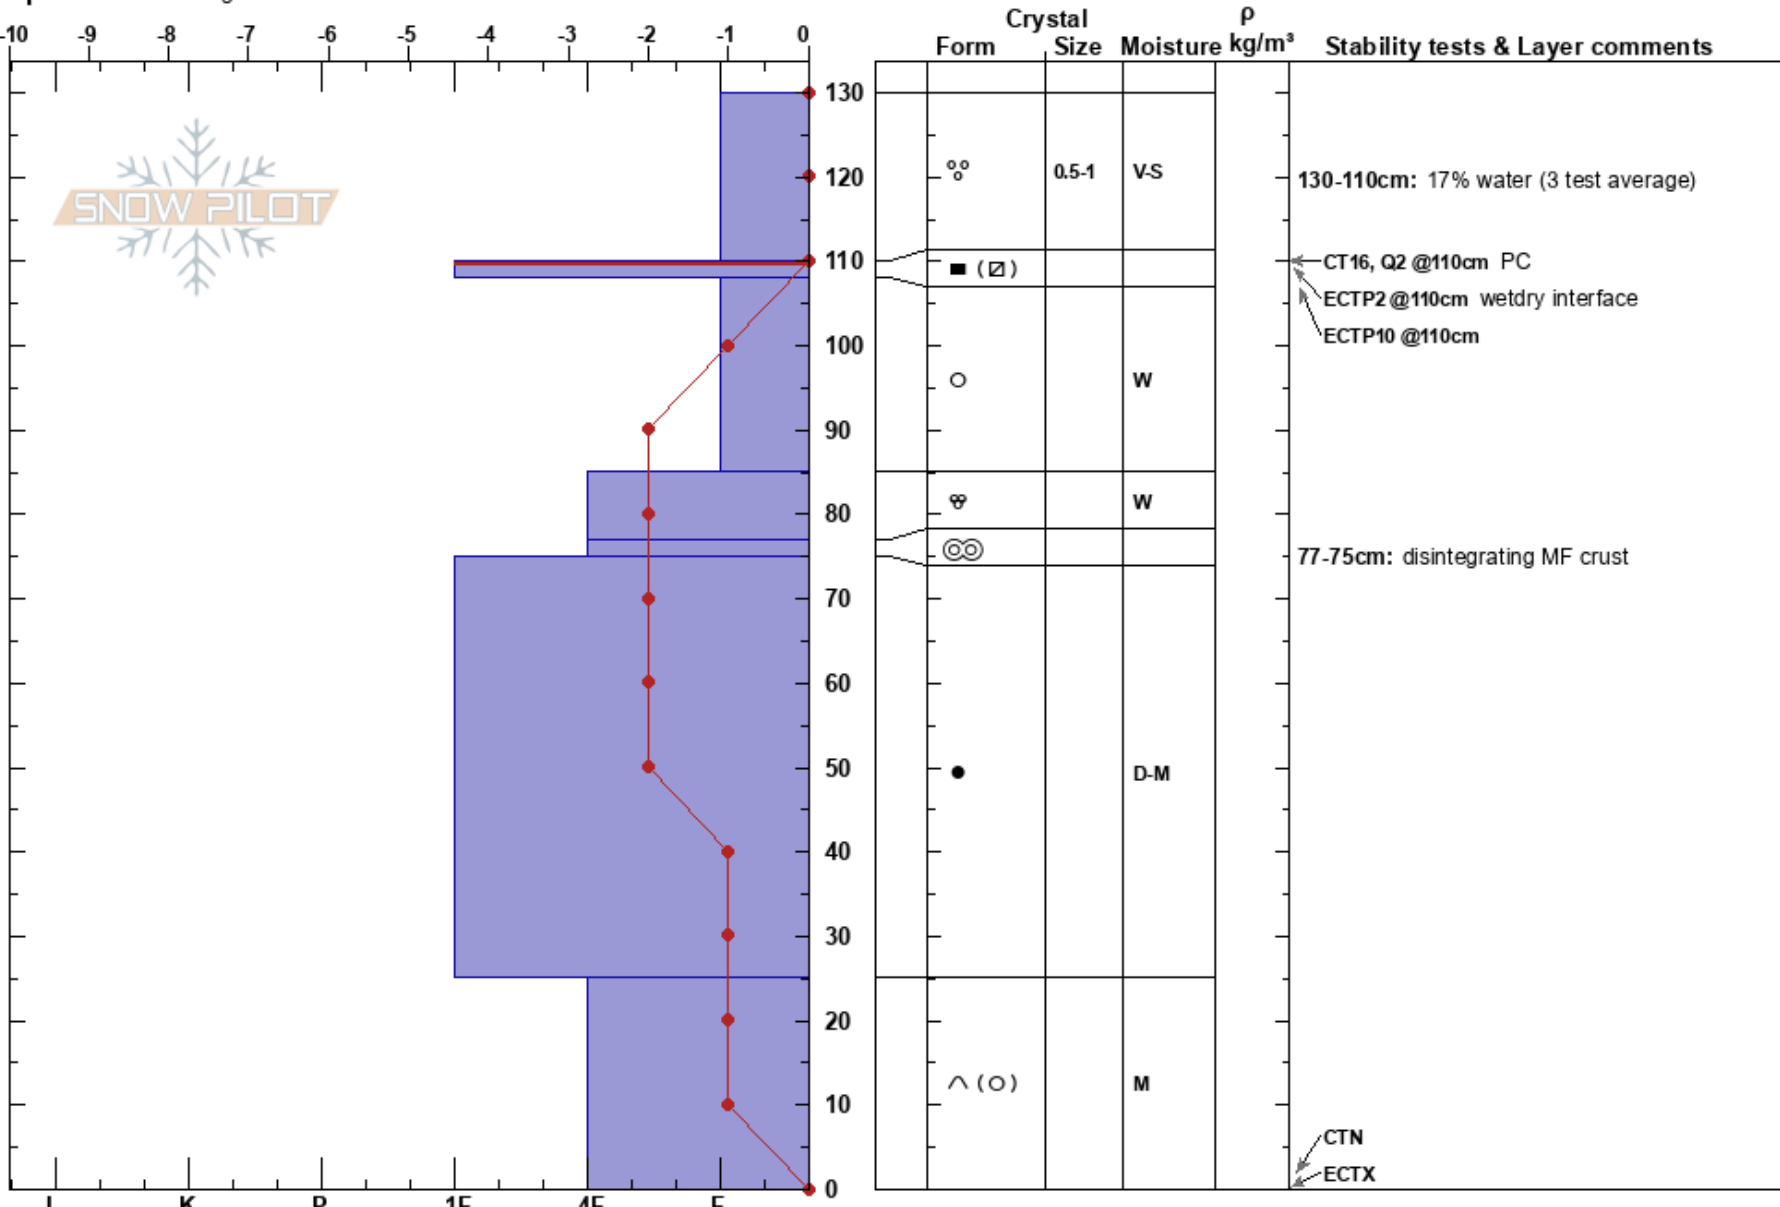 -10 -9 -8 -7 -6 -5 -4 -3 -2 -1 0
Crystal
Form Size Moisture ρ kg/m³ Stability tests & Layer comments
SNOW PILOT
130
120
110
100
90
80
70
60
50
40
30
20
10
0
0.5-1 V-S
130-110cm: 17% water (3 test average)
( )
CT16, Q2 @110cm PC
ECTP2 @110cm wetdry interface
ECTP10 @110cm
W
W
77-75cm: disintegrating MF crust
D-M
( ) M
CTN
ECTX
I K P 1F 4F F